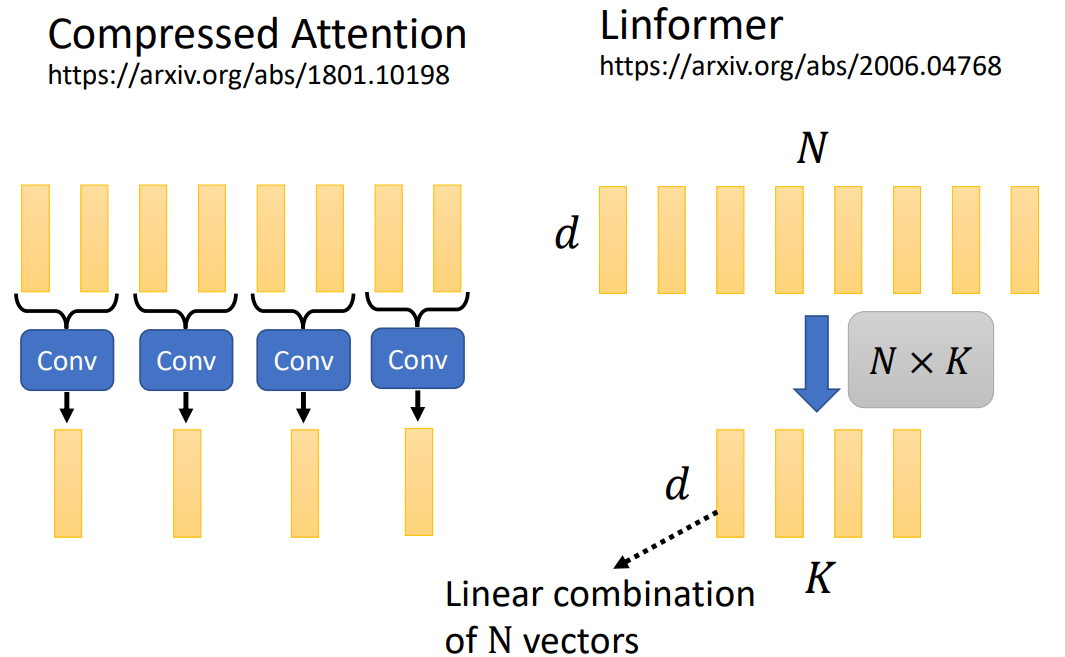 Compressed Attention
https://arxiv.org/abs/1801.10198
Conv
Conv
Conv
Conv
Linformer
https://arxiv.org/abs/2006.04768
N
d
N × K
d
K
Linear combination
of N vectors